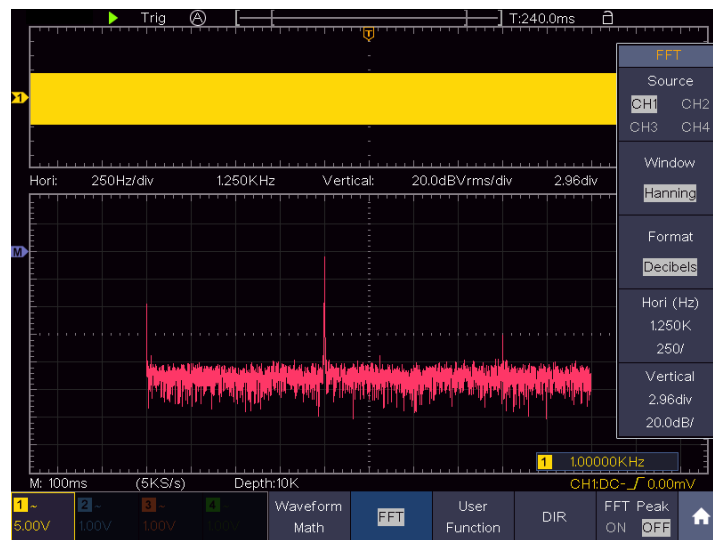 Trig A T:240.0ms
T
FFT
Source
CH1 CH2
CH3 CH4
1
Window
Hanning
Hori: 250Hz/div 1.250KHz Vertical: 20.0dBVrms/div 2.96div
Format
Decibels
M
Hori (Hz)
1.250K
250/
Vertical
2.96div
20.0dB/
1 1.00000KHz
M: 100ms (5KS/s) Depth:10K CH1:DC- 0.00mV
1 ~ 2 ~ 3 ~ 4 ~
5.00V 1.00V 1.00V 1.00V
Waveform
Math
FFT
User
Function
DIR
FFT Peak
ON OFF